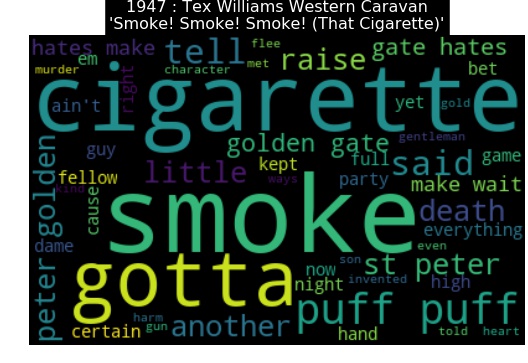 1947 : Tex Williams Western Caravan
'Smoke! Smoke! Smoke! (That Cigarette)'
hates make
tell
flee
gate hates
em
raise
met
murder
character
bet
cigarette
ain't
right
yet
gold
golden gate
gentleman
guy
full
said
game
fellow
little
kept
party
make wait
kind
ways
peter golden
cause
smoke
death
dame
everything
even
gotta
now
son
st peter
night
invented
high
puff puff
harm
certain
gun
another
hand
told
heart